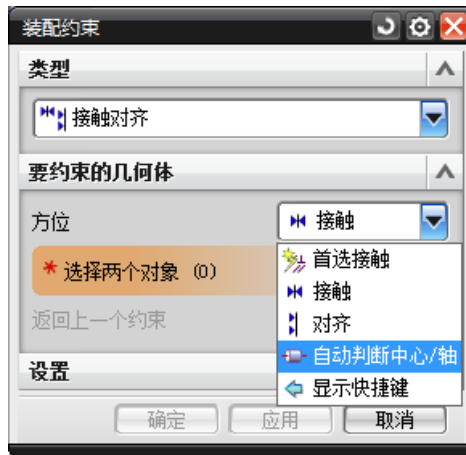 装配约束
类型
接触对齐
要约束的几何体
方位
接触
首选接触
* 选择两个对象 (0)
接触
对齐
返回上一个约束
自动判断中心/轴
设置
显示快捷键
确定
应用
取消